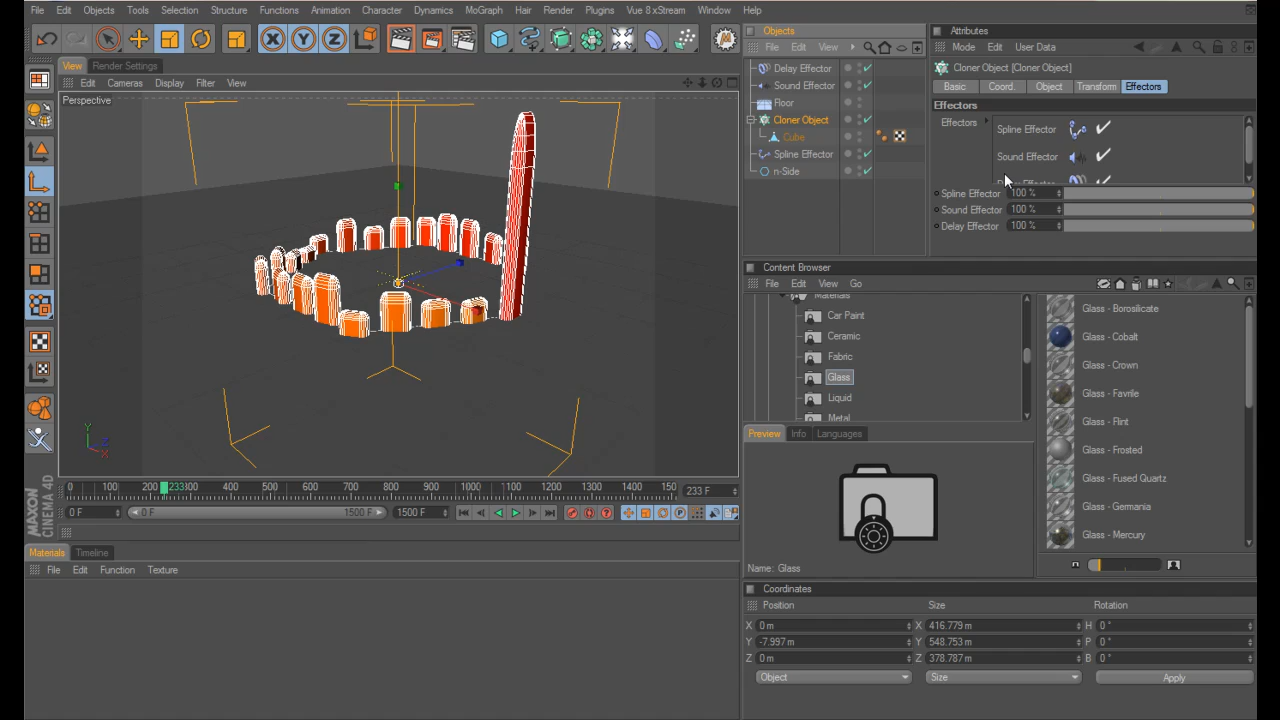 File Edit Objects Tools Selection Structure Functions Animation Character Dynamics MoGraph Hair Render Plugins Vue 8 xStream Window Help
View Render Settings
Edit Cameras Display Filter View
Perspective
Y
Z
X
0 100 200 233 300 400 500 600 700 800 900 1000 1100 1200 1300 1400 150 233 F
0 F 0 F 1500 F 1500 F
MAXON
CINEMA 4D
Materials Timeline
File Edit Function Texture
Objects
File Edit View
Delay Effector
Sound Effector
Floor
Cloner Object
Cube
Spline Effector
n-Side
Attributes
Mode Edit User Data
Cloner Object [Cloner Object]
Basic Coord. Object Transform Effectors
Effectors
Effectors
Spline Effector
Sound Effector
Spline Effector 100 %
Sound Effector 100 %
Delay Effector 100 %
Content Browser
File Edit View Go
Materials
Car Paint
Ceramic
Fabric
Glass
Liquid
Metal
Glass - Borosilicate
Glass - Cobalt
Glass - Crown
Glass - Favrile
Glass - Flint
Glass - Frosted
Glass - Fused Quartz
Glass - Germania
Glass - Mercury
Preview Info Languages
Name: Glass
Coordinates
Position Size Rotation
X 0 m X 416.779 m H 0 °
Y -7.997 m Y 548.753 m P 0 °
Z 0 m Z 378.787 m B 0 °
Object Size Apply